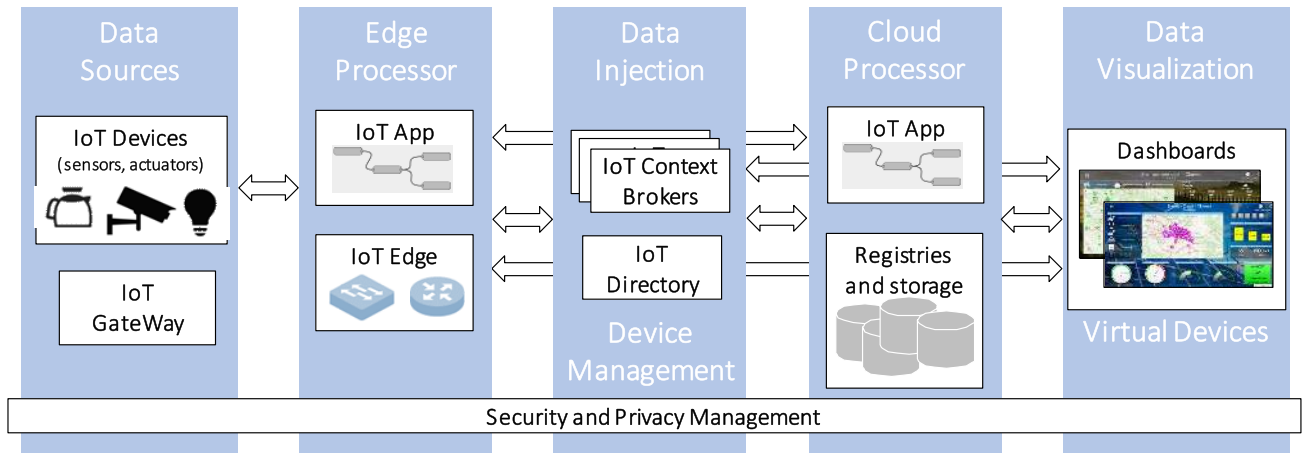 Data
Sources
IoT Devices
(sensors, actuators)
IoT
GateWay
Edge
Processor
IoT App
IoT Edge
Data
Injection
IoT Context
Brokers
IoT
Directory
Device
Management
Cloud
Processor
IoT App
Registries
and storage
Data
Visualization
Dashboards
Virtual Devices
Security and Privacy Management